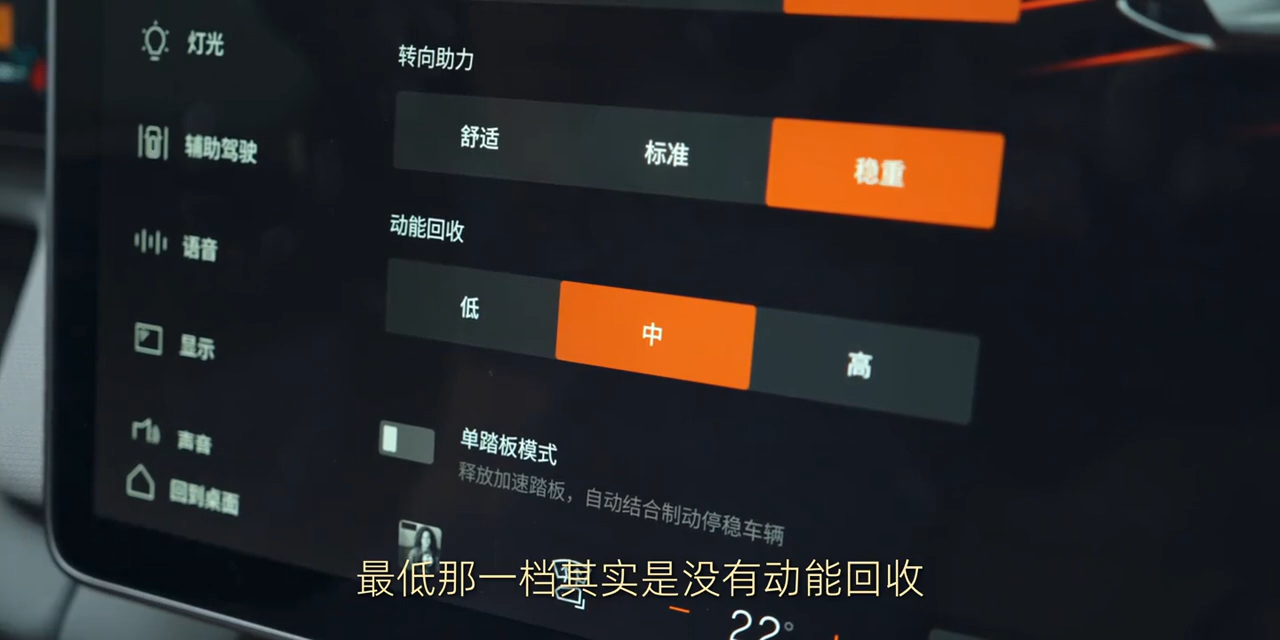 灯光
辅助驾驶
语音
显示
声音
回到桌面
转向助力
舒适 标准 稳重
动能回收
低 中 高
单踏板模式
释放加速踏板，自动结合制动停稳车辆
22°
最低那一档其实是没有动能回收